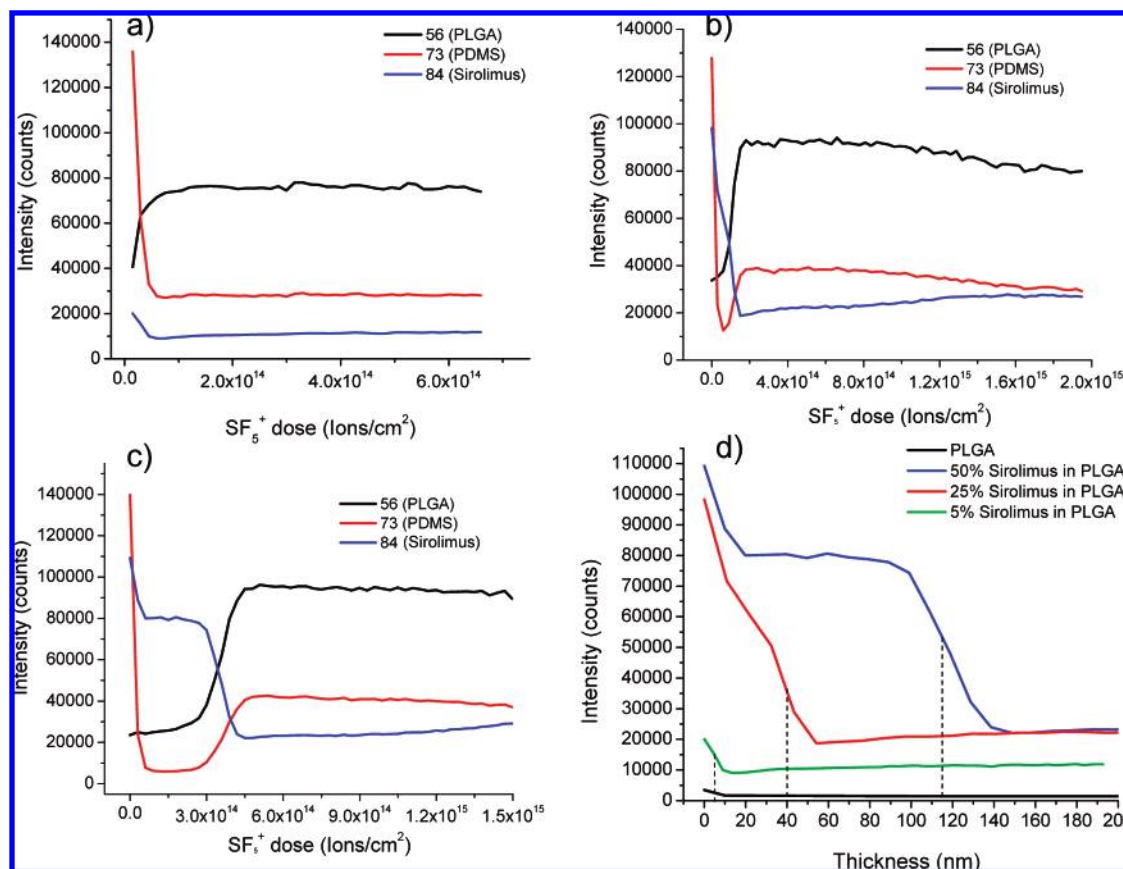 a)
56 (PLGA)
73 (PDMS)
84 (Sirolimus)
Intensity (counts)
140000
120000
100000
80000
60000
40000
20000
0
0.0
2.0x10^14
4.0x10^14
6.0x10^14
SF5+ dose (Ions/cm²)
b)
56 (PLGA)
73 (PDMS)
84 (Sirolimus)
Intensity (counts)
140000
120000
100000
80000
60000
40000
20000
0
0.0
4.0x10^14
8.0x10^14
1.2x10^15
1.6x10^15
2.0x10^15
SF5+ dose (Ions/cm²)
c)
56 (PLGA)
73 (PDMS)
84 (Sirolimus)
Intensity (counts)
140000
120000
100000
80000
60000
40000
20000
0
0.0
3.0x10^14
6.0x10^14
9.0x10^14
1.2x10^15
1.5x10^15
SF5+ dose (Ions/cm²)
d)
PLGA
50% Sirolimus in PLGA
25% Sirolimus in PLGA
5% Sirolimus in PLGA
Intensity (counts)
110000
100000
90000
80000
70000
60000
50000
40000
30000
20000
10000
0
0
20
40
60
80
100
120
140
160
180
20
Thickness (nm)